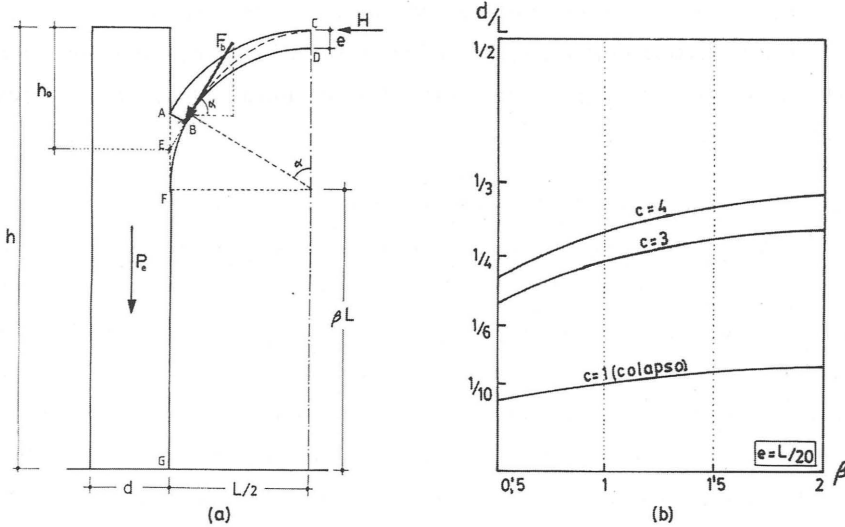 C
H
F_b
e
D
h₀
A
α
B
E
α
F
h
P_e
βL
G
d
L/2
(a)
d/L
1/2
1/3
c=4
1/4
c=3
1/6
c=1 (colapso)
1/10
e=L/20
0'5
1
1'5
2
β
(b)